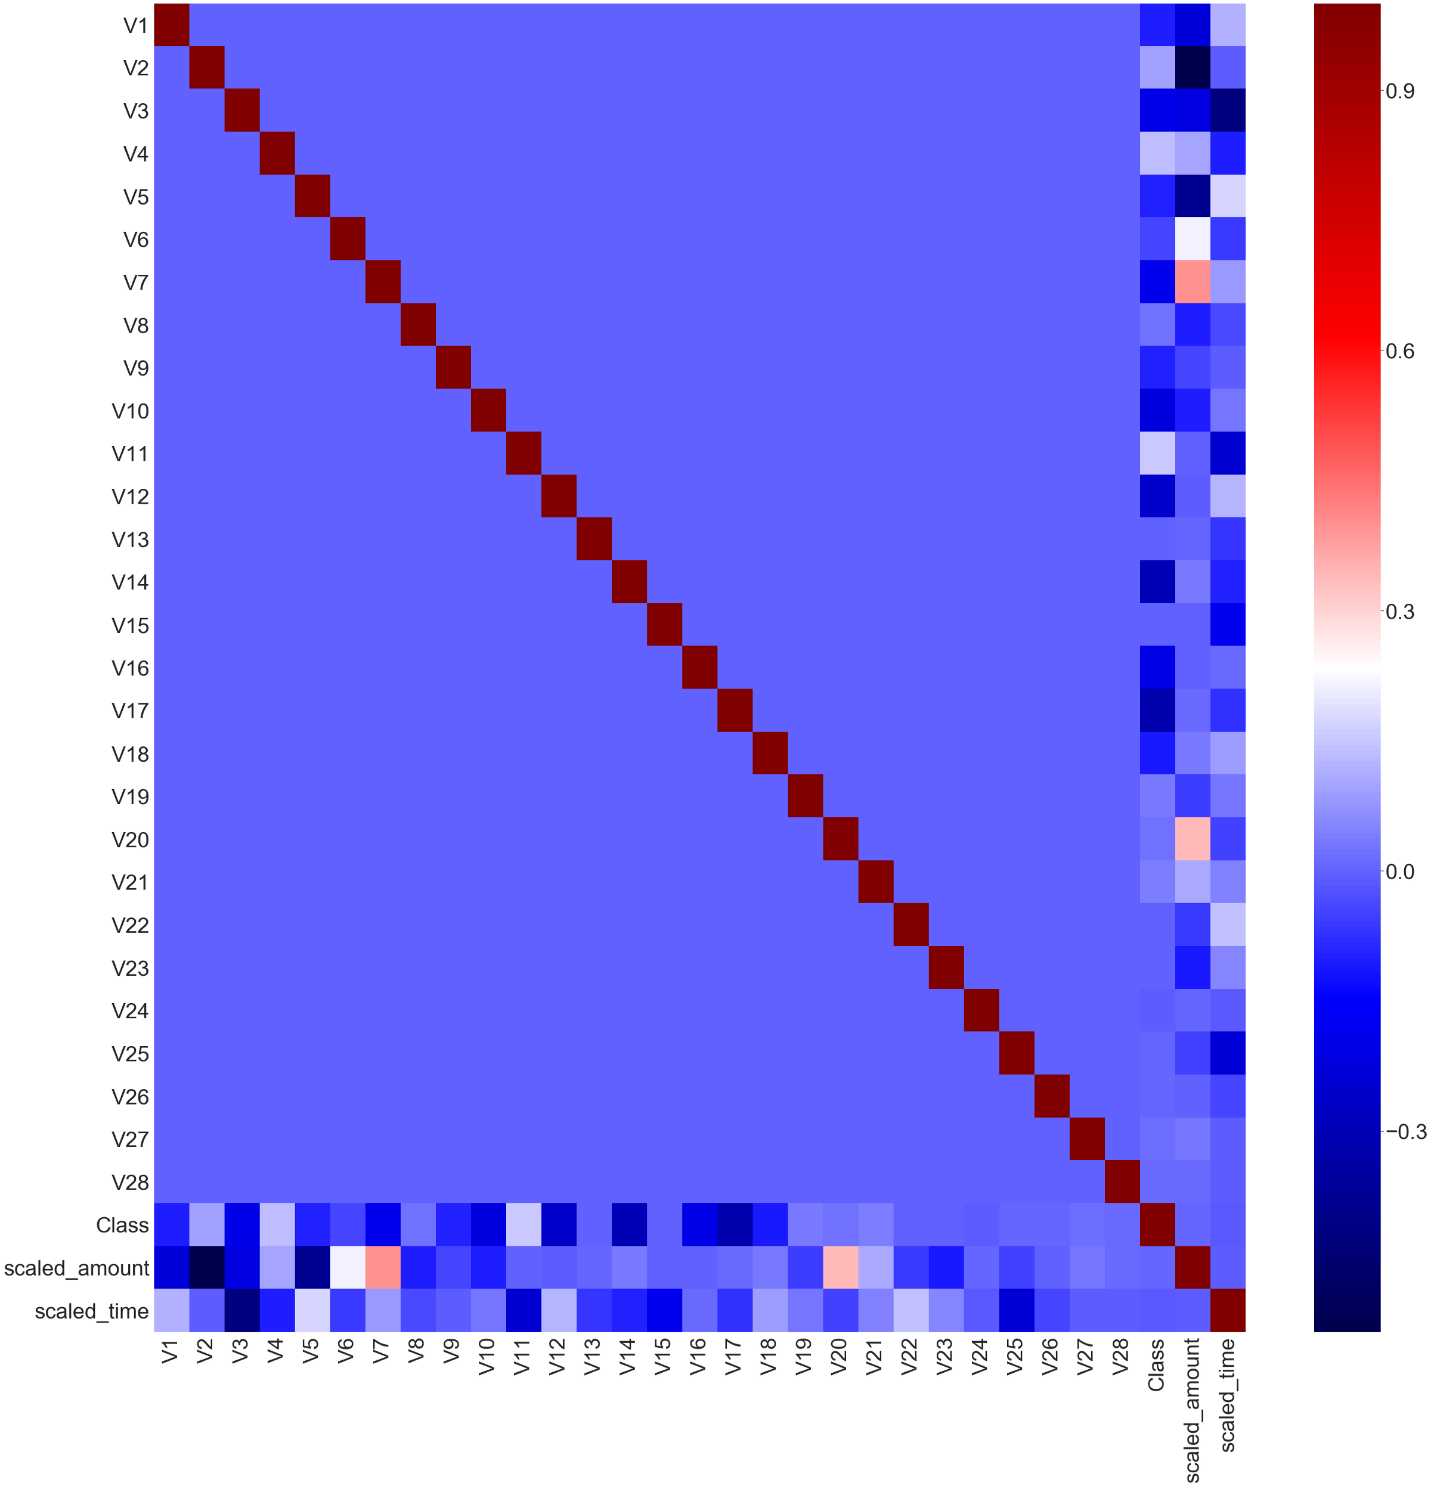 V1
V2
V3
V4
V5
V6
V7
V8
V9
V10
V11
V12
V13
V14
V15
V16
V17
V18
V19
V20
V21
V22
V23
V24
V25
V26
V27
V28
Class
scaled_amount
scaled_time
V1 V2 V3 V4 V5 V6 V7 V8 V9 V10 V11 V12 V13 V14 V15 V16 V17 V18 V19 V20 V21 V22 V23 V24 V25 V26 V27 V28 Class scaled_amount scaled_time
0.9
0.6
0.3
0.0
−0.3